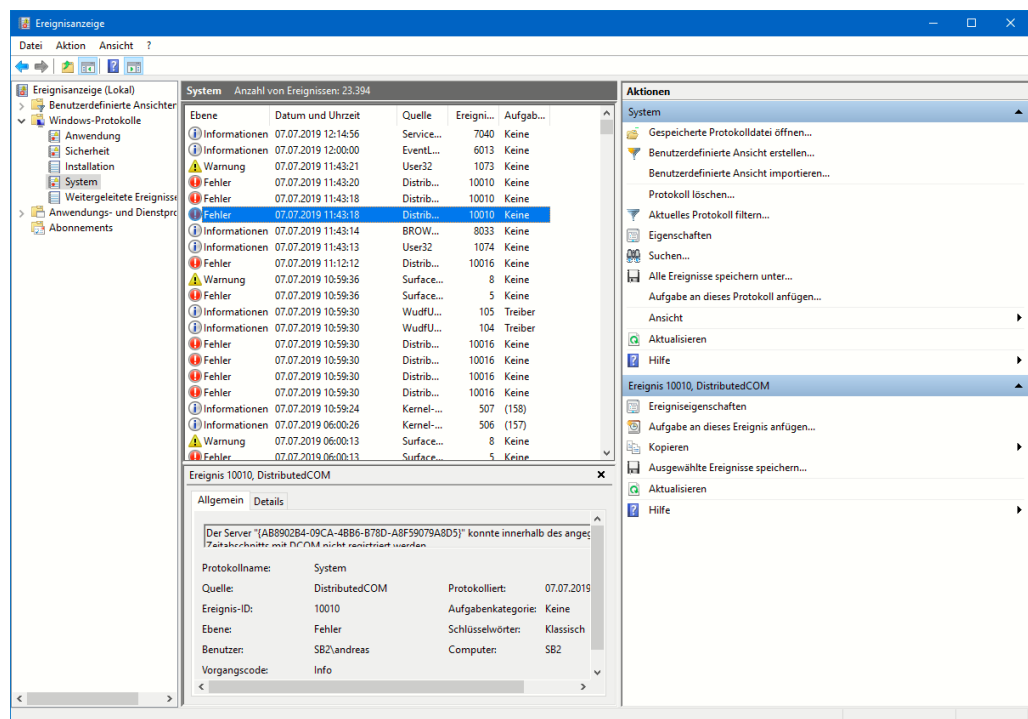 Ereignisanzeige
Datei Aktion Ansicht ?
Ereignisanzeige (Lokal)
Benutzerdefinierte Ansichten
Windows-Protokolle
Anwendung
Sicherheit
Installation
System
Weitergeleitete Ereignisse
Anwendungs- und Dienstpro
Abonnements
System Anzahl von Ereignissen: 23.394
Ebene Datum und Uhrzeit Quelle Ereigni... Aufgab...
Informationen 07.07.2019 12:14:56 Service... 7040 Keine
Informationen 07.07.2019 12:00:00 EventL... 6013 Keine
Warnung 07.07.2019 11:43:21 User32 1073 Keine
Fehler 07.07.2019 11:43:20 Distrib... 10010 Keine
Fehler 07.07.2019 11:43:18 Distrib... 10010 Keine
Fehler 07.07.2019 11:43:18 Distrib... 10010 Keine
Informationen 07.07.2019 11:43:14 BROW... 8033 Keine
Informationen 07.07.2019 11:43:13 User32 1074 Keine
Fehler 07.07.2019 11:12:12 Distrib... 10016 Keine
Warnung 07.07.2019 10:59:36 Surface... 8 Keine
Fehler 07.07.2019 10:59:36 Surface... 5 Keine
Informationen 07.07.2019 10:59:30 WudfU... 105 Treiber
Informationen 07.07.2019 10:59:30 WudfU... 104 Treiber
Fehler 07.07.2019 10:59:30 Distrib... 10016 Keine
Fehler 07.07.2019 10:59:30 Distrib... 10016 Keine
Fehler 07.07.2019 10:59:30 Distrib... 10016 Keine
Fehler 07.07.2019 10:59:30 Distrib... 10016 Keine
Informationen 07.07.2019 10:59:24 Kernel-... 507 (158)
Informationen 07.07.2019 06:00:26 Kernel-... 506 (157)
Warnung 07.07.2019 06:00:13 Surface... 8 Keine
Fehler 07.07.2019 06:00:13 Surface... 5 Keine
Ereignis 10010, DistributedCOM
Allgemein Details
Der Server "{AB8902B4-09CA-4BB6-B78D-A8F59079A8D5}" konnte innerhalb des angeg
Zeitabschnitts mit DCOM nicht registriert werden.
Protokollname: System
Quelle: DistributedCOM Protokolliert: 07.07.2019
Ereignis-ID: 10010 Aufgabenkategorie: Keine
Ebene: Fehler Schlüsselwörter: Klassisch
Benutzer: SB2\andreas Computer: SB2
Vorgangscode: Info
Aktionen
System
Gespeicherte Protokolldatei öffnen...
Benutzerdefinierte Ansicht erstellen...
Benutzerdefinierte Ansicht importieren...
Protokoll löschen...
Aktuelles Protokoll filtern...
Eigenschaften
Suchen...
Alle Ereignisse speichern unter...
Aufgabe an dieses Protokoll anfügen...
Ansicht
Aktualisieren
Hilfe
Ereignis 10010, DistributedCOM
Ereigniseigenschaften
Aufgabe an dieses Ereignis anfügen...
Kopieren
Ausgewählte Ereignisse speichern...
Aktualisieren
Hilfe